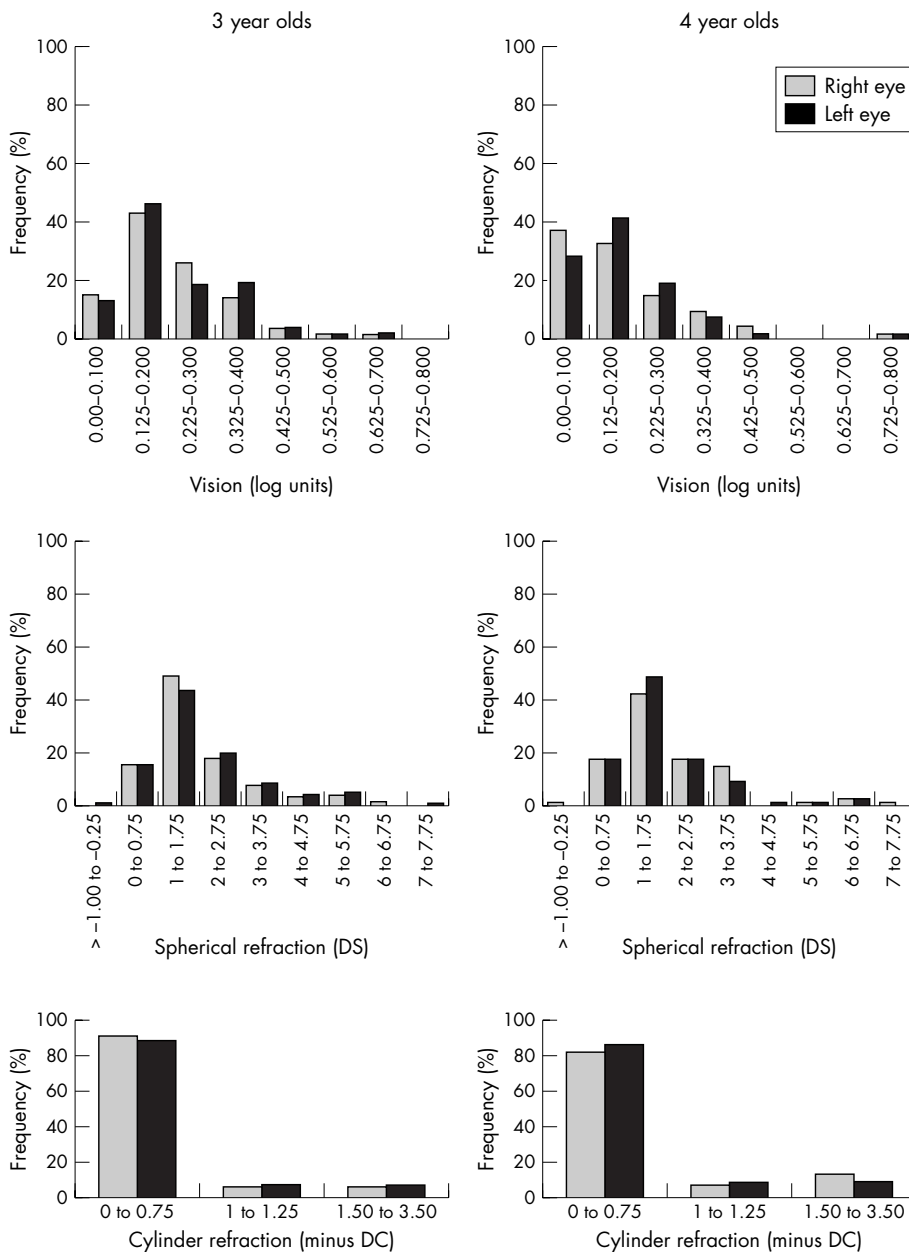 3 year olds
100
80
60
40
20
0
Frequency (%)
0.00–0.100
0.125–0.200
0.225–0.300
0.325–0.400
0.425–0.500
0.525–0.600
0.625–0.700
0.725–0.800
Vision (log units)
4 year olds
Right eye
Left eye
100
80
60
40
20
0
Frequency (%)
0.00–0.100
0.125–0.200
0.225–0.300
0.325–0.400
0.425–0.500
0.525–0.600
0.625–0.700
0.725–0.800
Vision (log units)
100
80
60
40
20
0
Frequency (%)
> –1.00 to –0.25
0 to 0.75
1 to 1.75
2 to 2.75
3 to 3.75
4 to 4.75
5 to 5.75
6 to 6.75
7 to 7.75
Spherical refraction (DS)
100
80
60
40
20
0
Frequency (%)
> –1.00 to –0.25
0 to 0.75
1 to 1.75
2 to 2.75
3 to 3.75
4 to 4.75
5 to 5.75
6 to 6.75
7 to 7.75
Spherical refraction (DS)
100
80
60
40
20
0
Frequency (%)
0 to 0.75
1 to 1.25
1.50 to 3.50
Cylinder refraction (minus DC)
100
80
60
40
20
0
Frequency (%)
0 to 0.75
1 to 1.25
1.50 to 3.50
Cylinder refraction (minus DC)